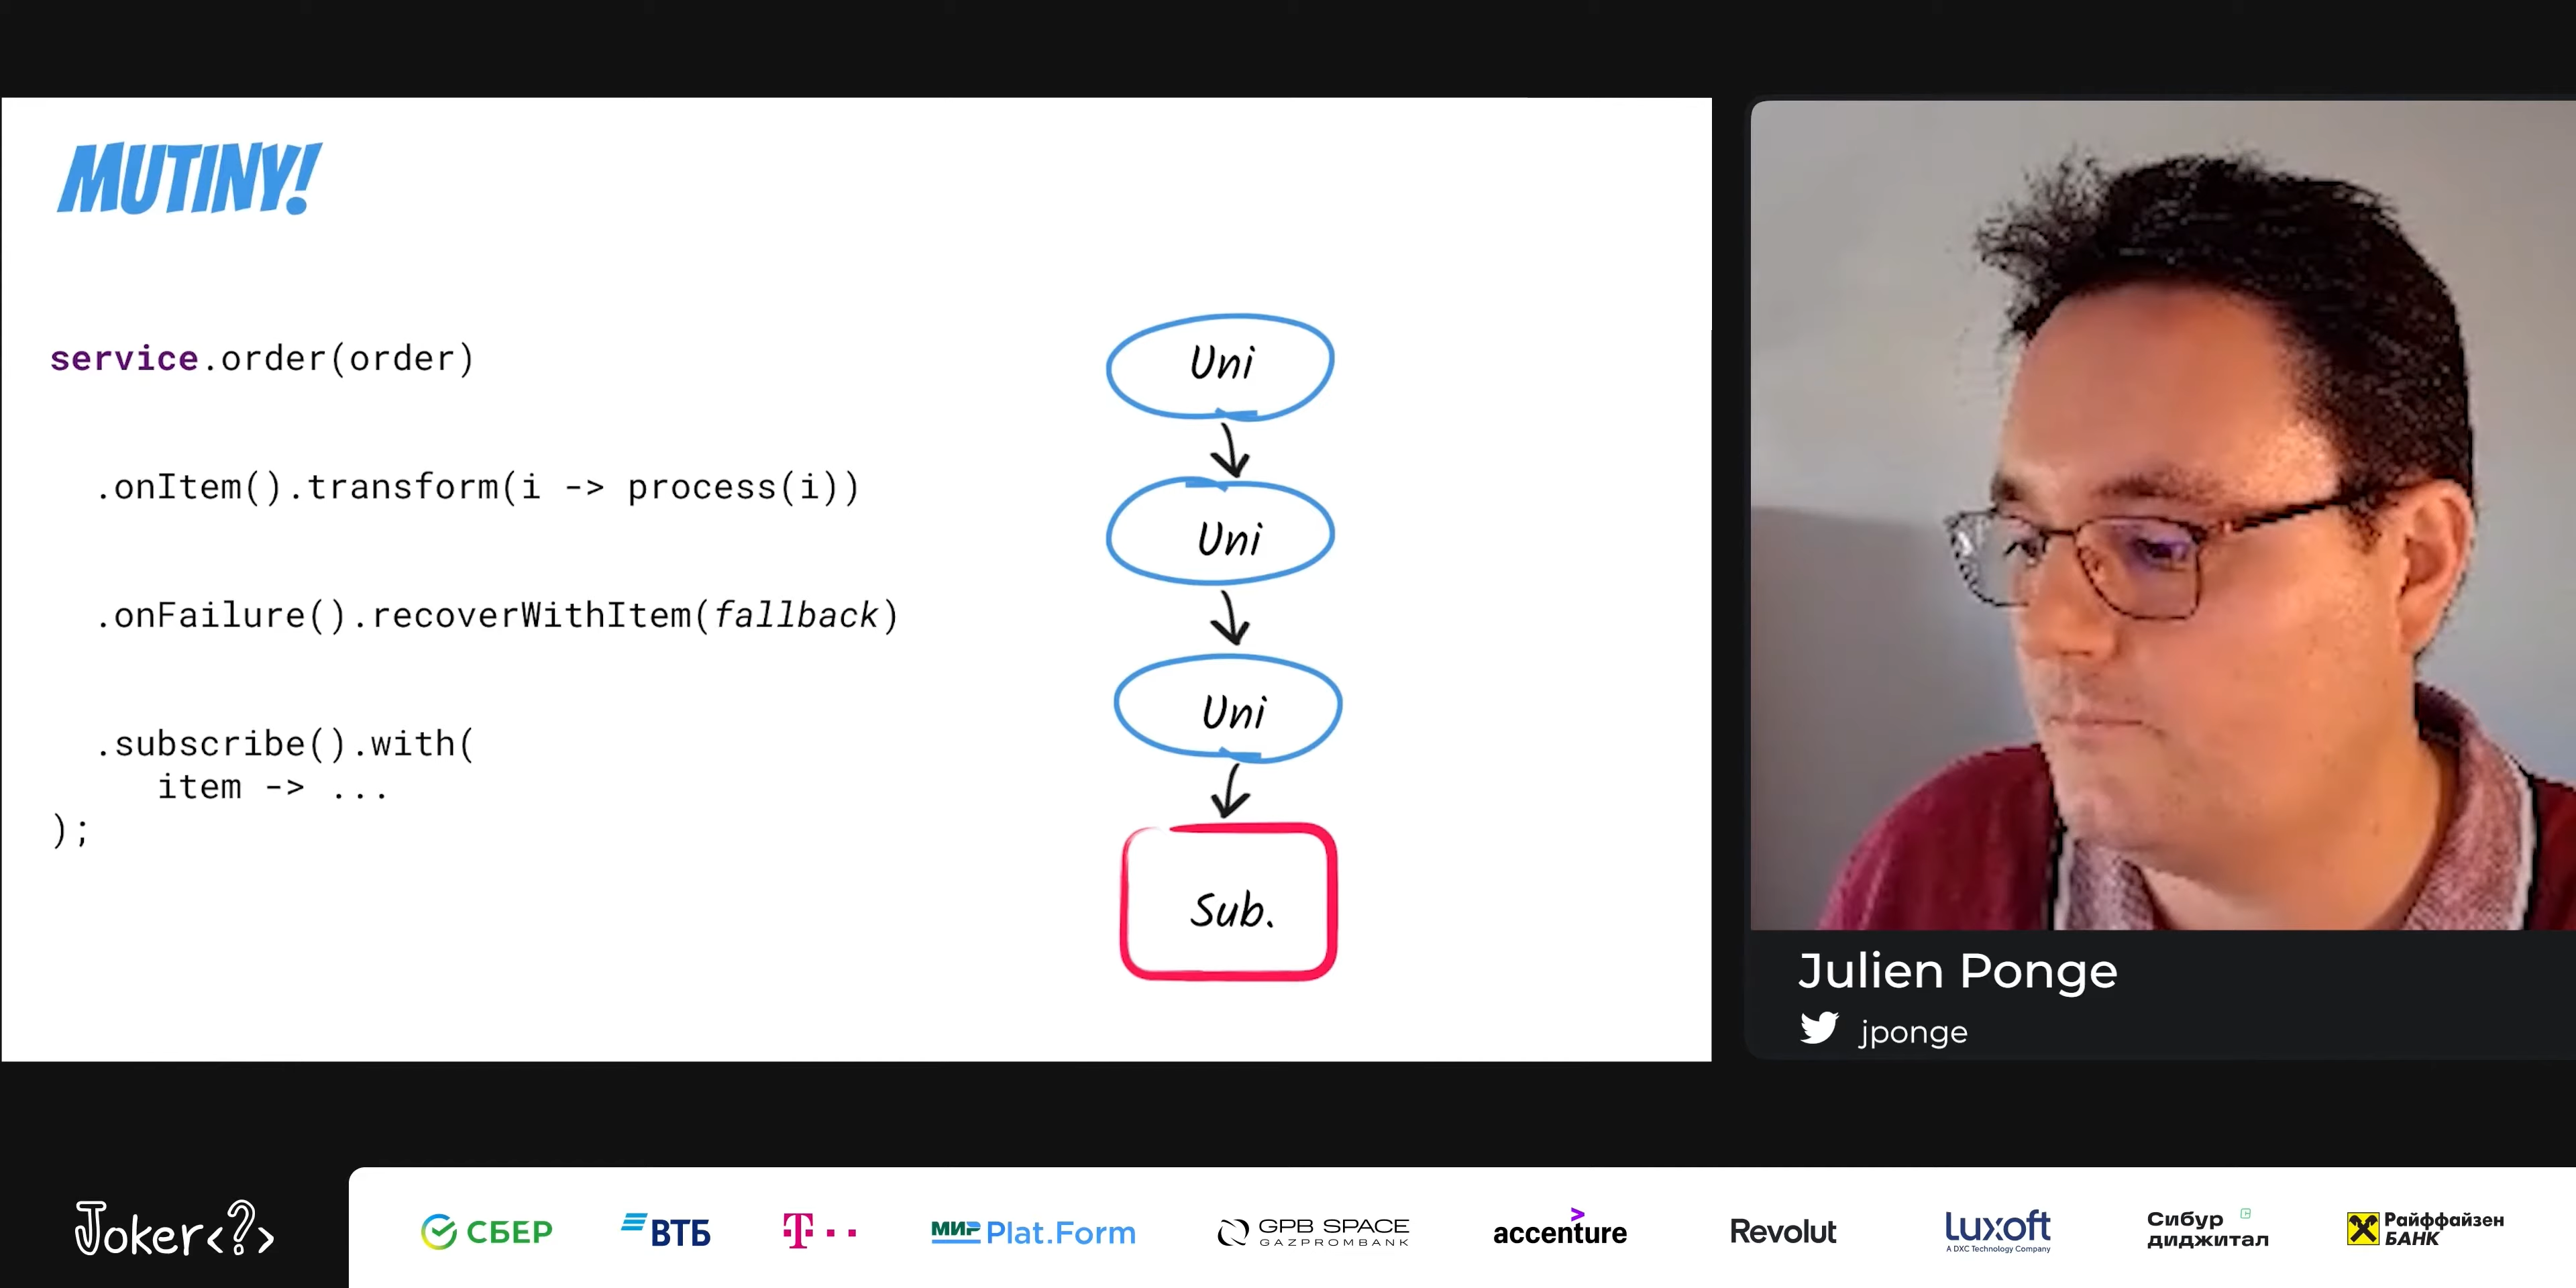 MUTINY!
service.order(order)
.onItem().transform(i -> process(i))
.onFailure().recoverWithItem(fallback)
.subscribe().with(
item -> ...
);
Uni
Uni
Uni
Sub.
Julien Ponge
jponge
Joker<?>
СБЕР
ВТБ
T
МИР Plat.Form
GPB SPACE
GAZPROMBANK
accenture
Revolut
Luxoft
A DXC Technology Company
Сибур
диджитал
Райффайзен
БАНК